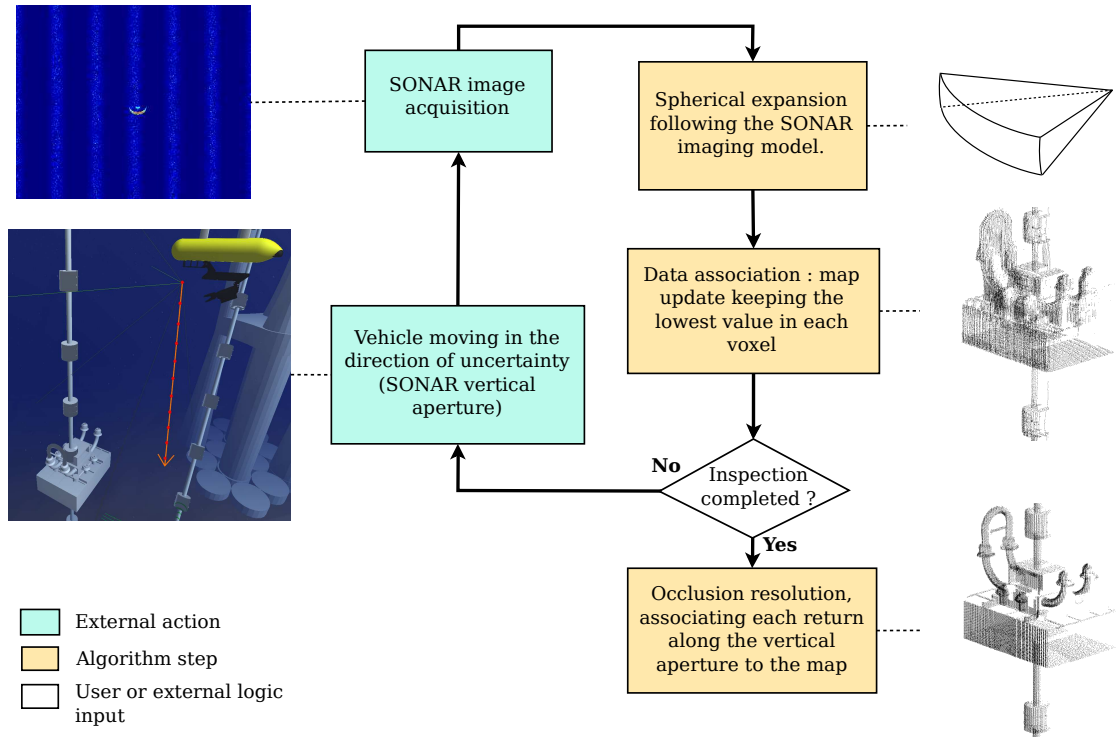 SONAR image
acquisition
Spherical expansion
following the SONAR
imaging model.
Data association : map
update keeping the
lowest value in each
voxel
Vehicle moving in the
direction of uncertainty
(SONAR vertical
aperture)
No
Inspection
completed ?
Yes
Occlusion resolution,
associating each return
along the vertical
aperture to the map
External action
Algorithm step
User or external logic
input